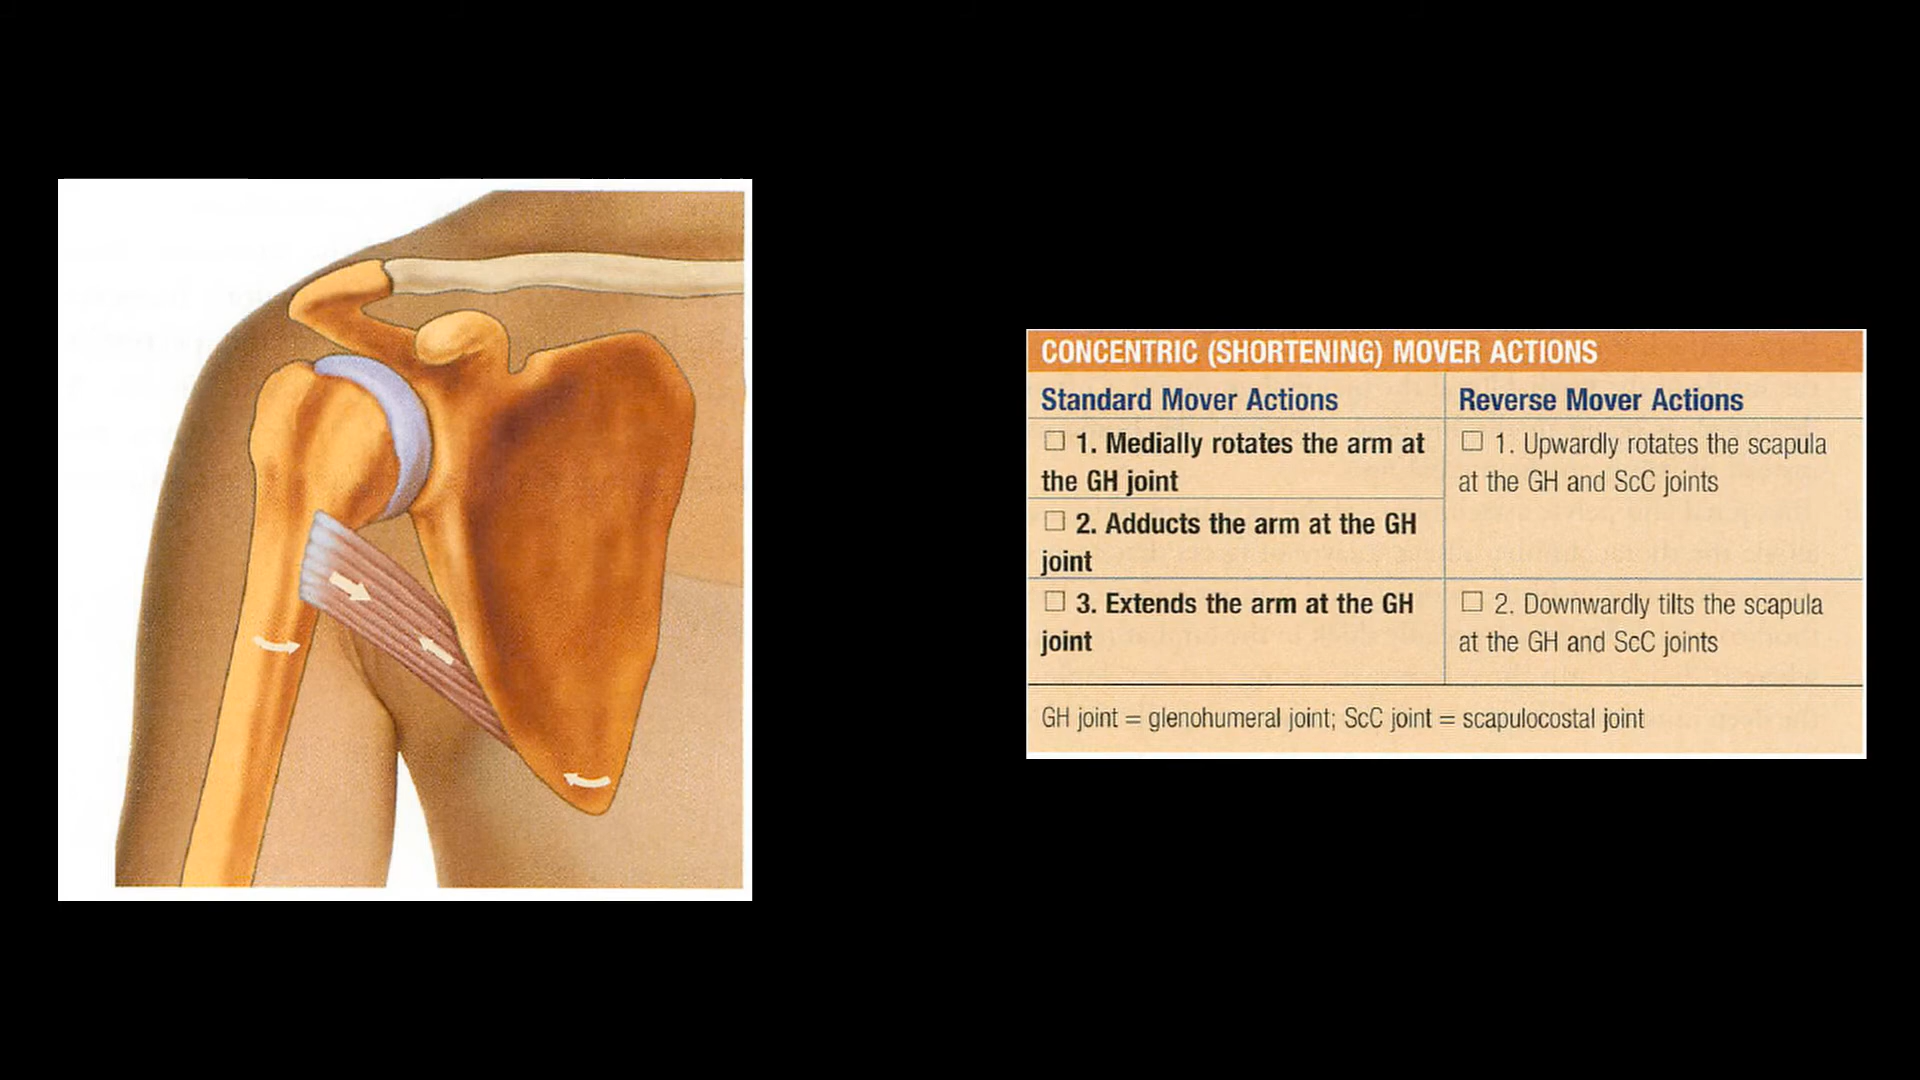 CONCENTRIC (SHORTENING) MOVER ACTIONS
Standard Mover Actions
Reverse Mover Actions
☐ 1. Medially rotates the arm at
the GH joint
☐ 1. Upwardly rotates the scapula
at the GH and ScC joints
☐ 2. Adducts the arm at the GH
joint
☐ 3. Extends the arm at the GH
joint
☐ 2. Downwardly tilts the scapula
at the GH and ScC joints
GH joint = glenohumeral joint; ScC joint = scapulocostal joint